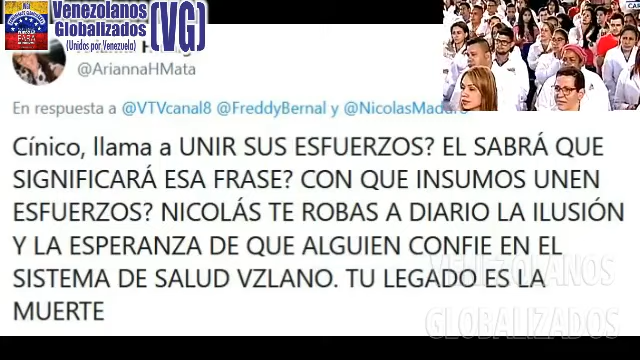 Venezolanos
Globalizados
(Unidos por Venezuela)
(VG)
@AriannaHMata
En respuesta a @VTVcanal8 @FreddyBernal y @NicolasMaduro
Cínico, llama a UNIR SUS ESFUERZOS? EL SABRÁ QUE
SIGNIFICARÁ ESA FRASE? CON QUE INSUMOS UNEN
ESFUERZOS? NICOLÁS TE ROBAS A DIARIO LA ILUSIÓN
Y LA ESPERANZA DE QUE ALGUIEN CONFIE EN EL
SISTEMA DE SALUD VZLANO. TU LEGADO ES LA
MUERTE
VENEZOLANOS
GLOBALIZADOS